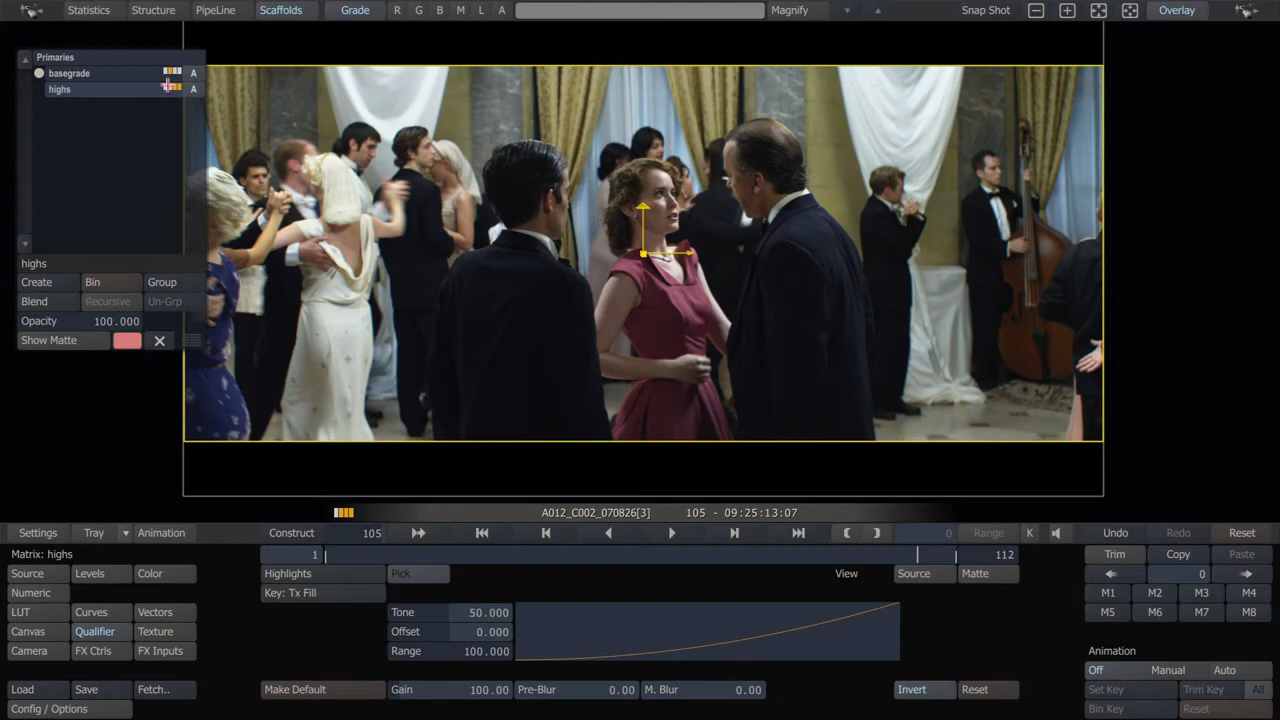 Statistics Structure PipeLine Scaffolds Grade R G B M L A Magnify Snap Shot Overlay
Primaries
basegrade A
highs A
highs
Create Bin Group
Blend Recursive Un-Grp
Opacity 100.000
Show Matte
A012_C002_070826[3] 105 - 09:25:13:07
Settings Tray Animation Construct 105 0 Range K Undo Redo Reset
Matrix: highs 1 112 Trim Copy Paste
Source Levels Color Highlights Pick View Source Matte 0
Numeric Key: Tx Fill M1 M2 M3 M4
LUT Curves Vectors Tone 50.000 M5 M6 M7 M8
Canvas Qualifier Texture Offset 0.000
Camera FX Ctrls FX Inputs Range 100.000 Animation
Off Manual Auto
Load Save Fetch.. Make Default Gain 100.00 Pre-Blur 0.00 M. Blur 0.00 Invert Reset Set Key Trim Key All
Config / Options Bin Key Reset